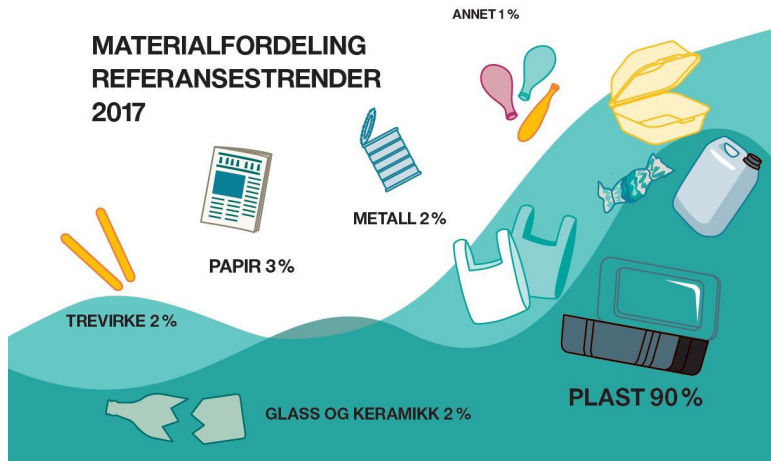 MATERIALFORDELING
REFERANSESTRENDER
2017
ANNET 1 %
METALL 2 %
PAPIR 3 %
TREVIRKE 2 %
PLAST 90 %
GLASS OG KERAMIKK 2 %